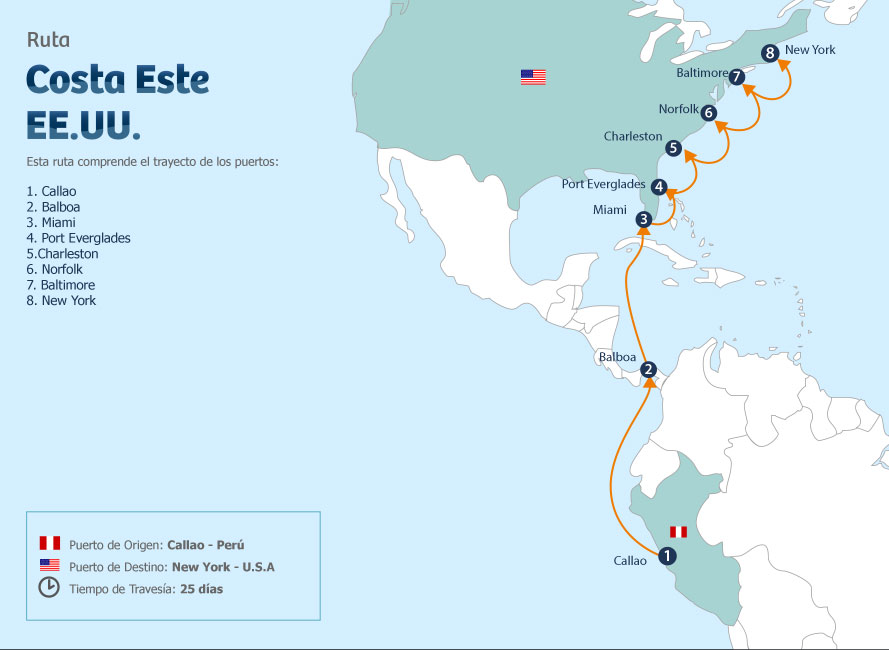 Ruta
Costa Este
EE.UU.
Esta ruta comprende el trayecto de los puertos:
1. Callao
2. Balboa
3. Miami
4. Port Everglades
5.Charleston
6. Norfolk
7. Baltimore
8. New York
8 New York
Baltimore 7
Norfolk 6
Charleston 5
Port Everglades 4
Miami 3
Balboa 2
Callao 1
Puerto de Origen: Callao - Perú
Puerto de Destino: New York - U.S.A
Tiempo de Travesía: 25 días